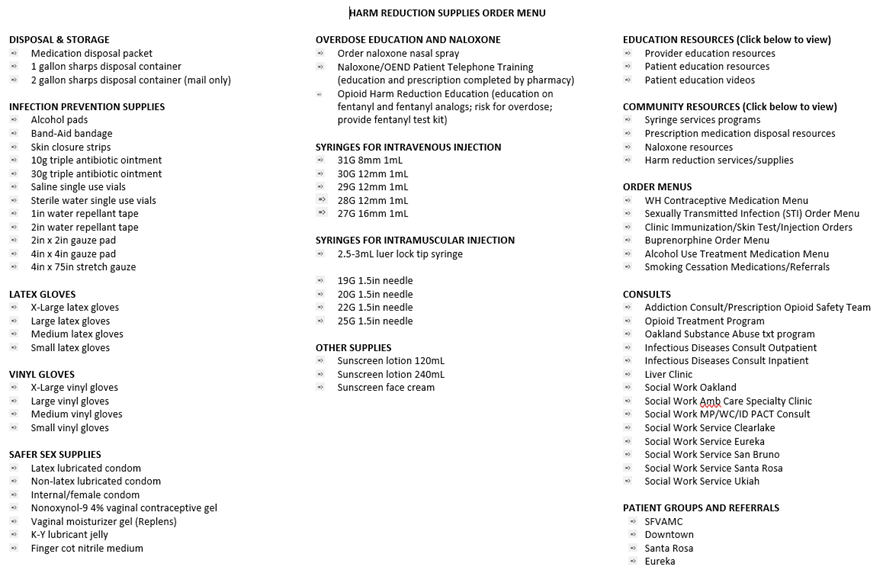 HARM REDUCTION SUPPLIES ORDER MENU
DISPOSAL & STORAGE
Medication disposal packet
1 gallon sharps disposal container
2 gallon sharps disposal container (mail only)
INFECTION PREVENTION SUPPLIES
Alcohol pads
Band-Aid bandage
Skin closure strips
10g triple antibiotic ointment
30g triple antibiotic ointment
Saline single use vials
Sterile water single use vials
1in water repellant tape
2in water repellant tape
2in x 2in gauze pad
4in x 4in gauze pad
4in x 75in stretch gauze
LATEX GLOVES
X-Large latex gloves
Large latex gloves
Medium latex gloves
Small latex gloves
VINYL GLOVES
X-Large vinyl gloves
Large vinyl gloves
Medium vinyl gloves
Small vinyl gloves
SAFER SEX SUPPLIES
Latex lubricated condom
Non-latex lubricated condom
Internal/female condom
Nonoxynol-9 4% vaginal contraceptive gel
Vaginal moisturizer gel (Replens)
K-Y lubricant jelly
Finger cot nitrile medium
OVERDOSE EDUCATION AND NALOXONE
Order naloxone nasal spray
Naloxone/OEND Patient Telephone Training
(education and prescription completed by pharmacy)
Opioid Harm Reduction Education (education on
fentanyl and fentanyl analogs; risk for overdose;
provide fentanyl test kit)
SYRINGES FOR INTRAVENOUS INJECTION
31G 8mm 1mL
30G 12mm 1mL
29G 12mm 1mL
28G 12mm 1mL
27G 16mm 1mL
SYRINGES FOR INTRAMUSCULAR INJECTION
2.5-3mL luer lock tip syringe
19G 1.5in needle
20G 1.5in needle
22G 1.5in needle
25G 1.5in needle
OTHER SUPPLIES
Sunscreen lotion 120mL
Sunscreen lotion 240mL
Sunscreen face cream
EDUCATION RESOURCES (Click below to view)
Provider education resources
Patient education resources
Patient education videos
COMMUNITY RESOURCES (Click below to view)
Syringe services programs
Prescription medication disposal resources
Naloxone resources
Harm reduction services/supplies
ORDER MENUS
WH Contraceptive Medication Menu
Sexually Transmitted Infection (STI) Order Menu
Clinic Immunization/Skin Test/Injection Orders
Buprenorphine Order Menu
Alcohol Use Treatment Medication Menu
Smoking Cessation Medications/Referrals
CONSULTS
Addiction Consult/Prescription Opioid Safety Team
Opioid Treatment Program
Oakland Substance Abuse txt program
Infectious Diseases Consult Outpatient
Infectious Diseases Consult Inpatient
Liver Clinic
Social Work Oakland
Social Work Amb Care Specialty Clinic
Social Work MP/WC/ID PACT Consult
Social Work Service Clearlake
Social Work Service Eureka
Social Work Service San Bruno
Social Work Service Santa Rosa
Social Work Service Ukiah
PATIENT GROUPS AND REFERRALS
SFVAMC
Downtown
Santa Rosa
Eureka